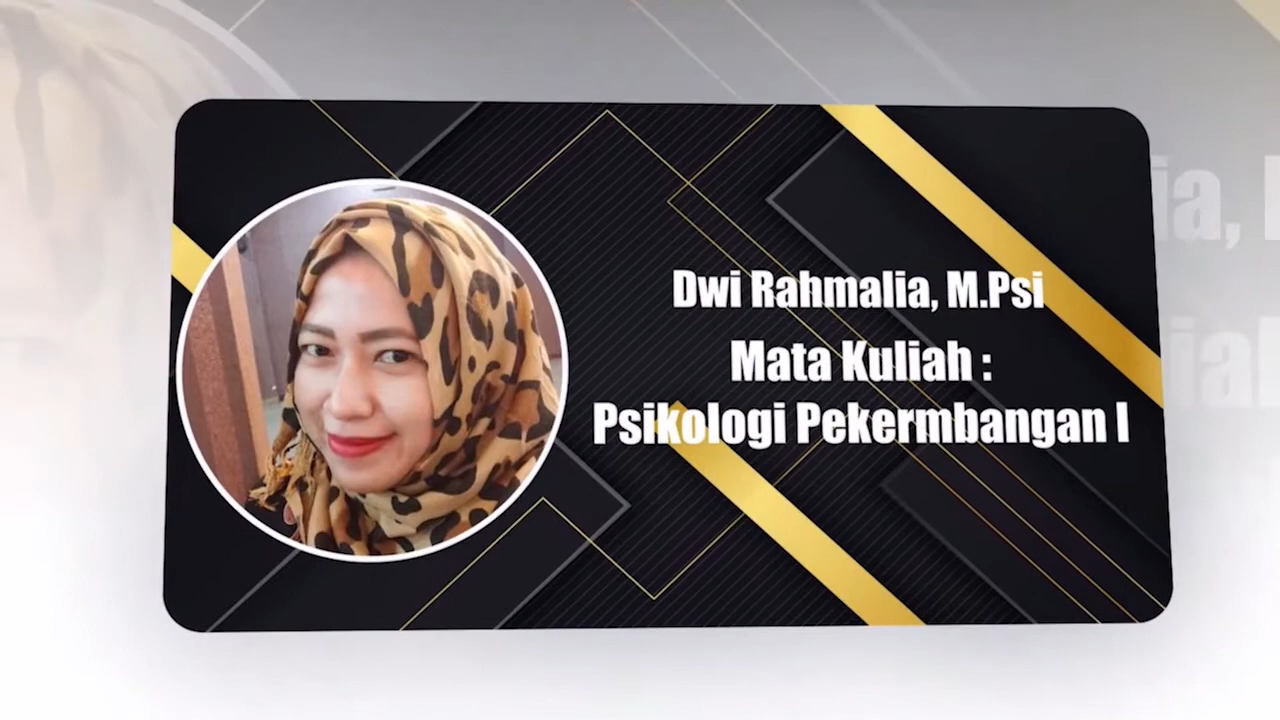 Dwi Rahmalia, M.Psi
Mata Kuliah :
Psikologi Pekermbangan I